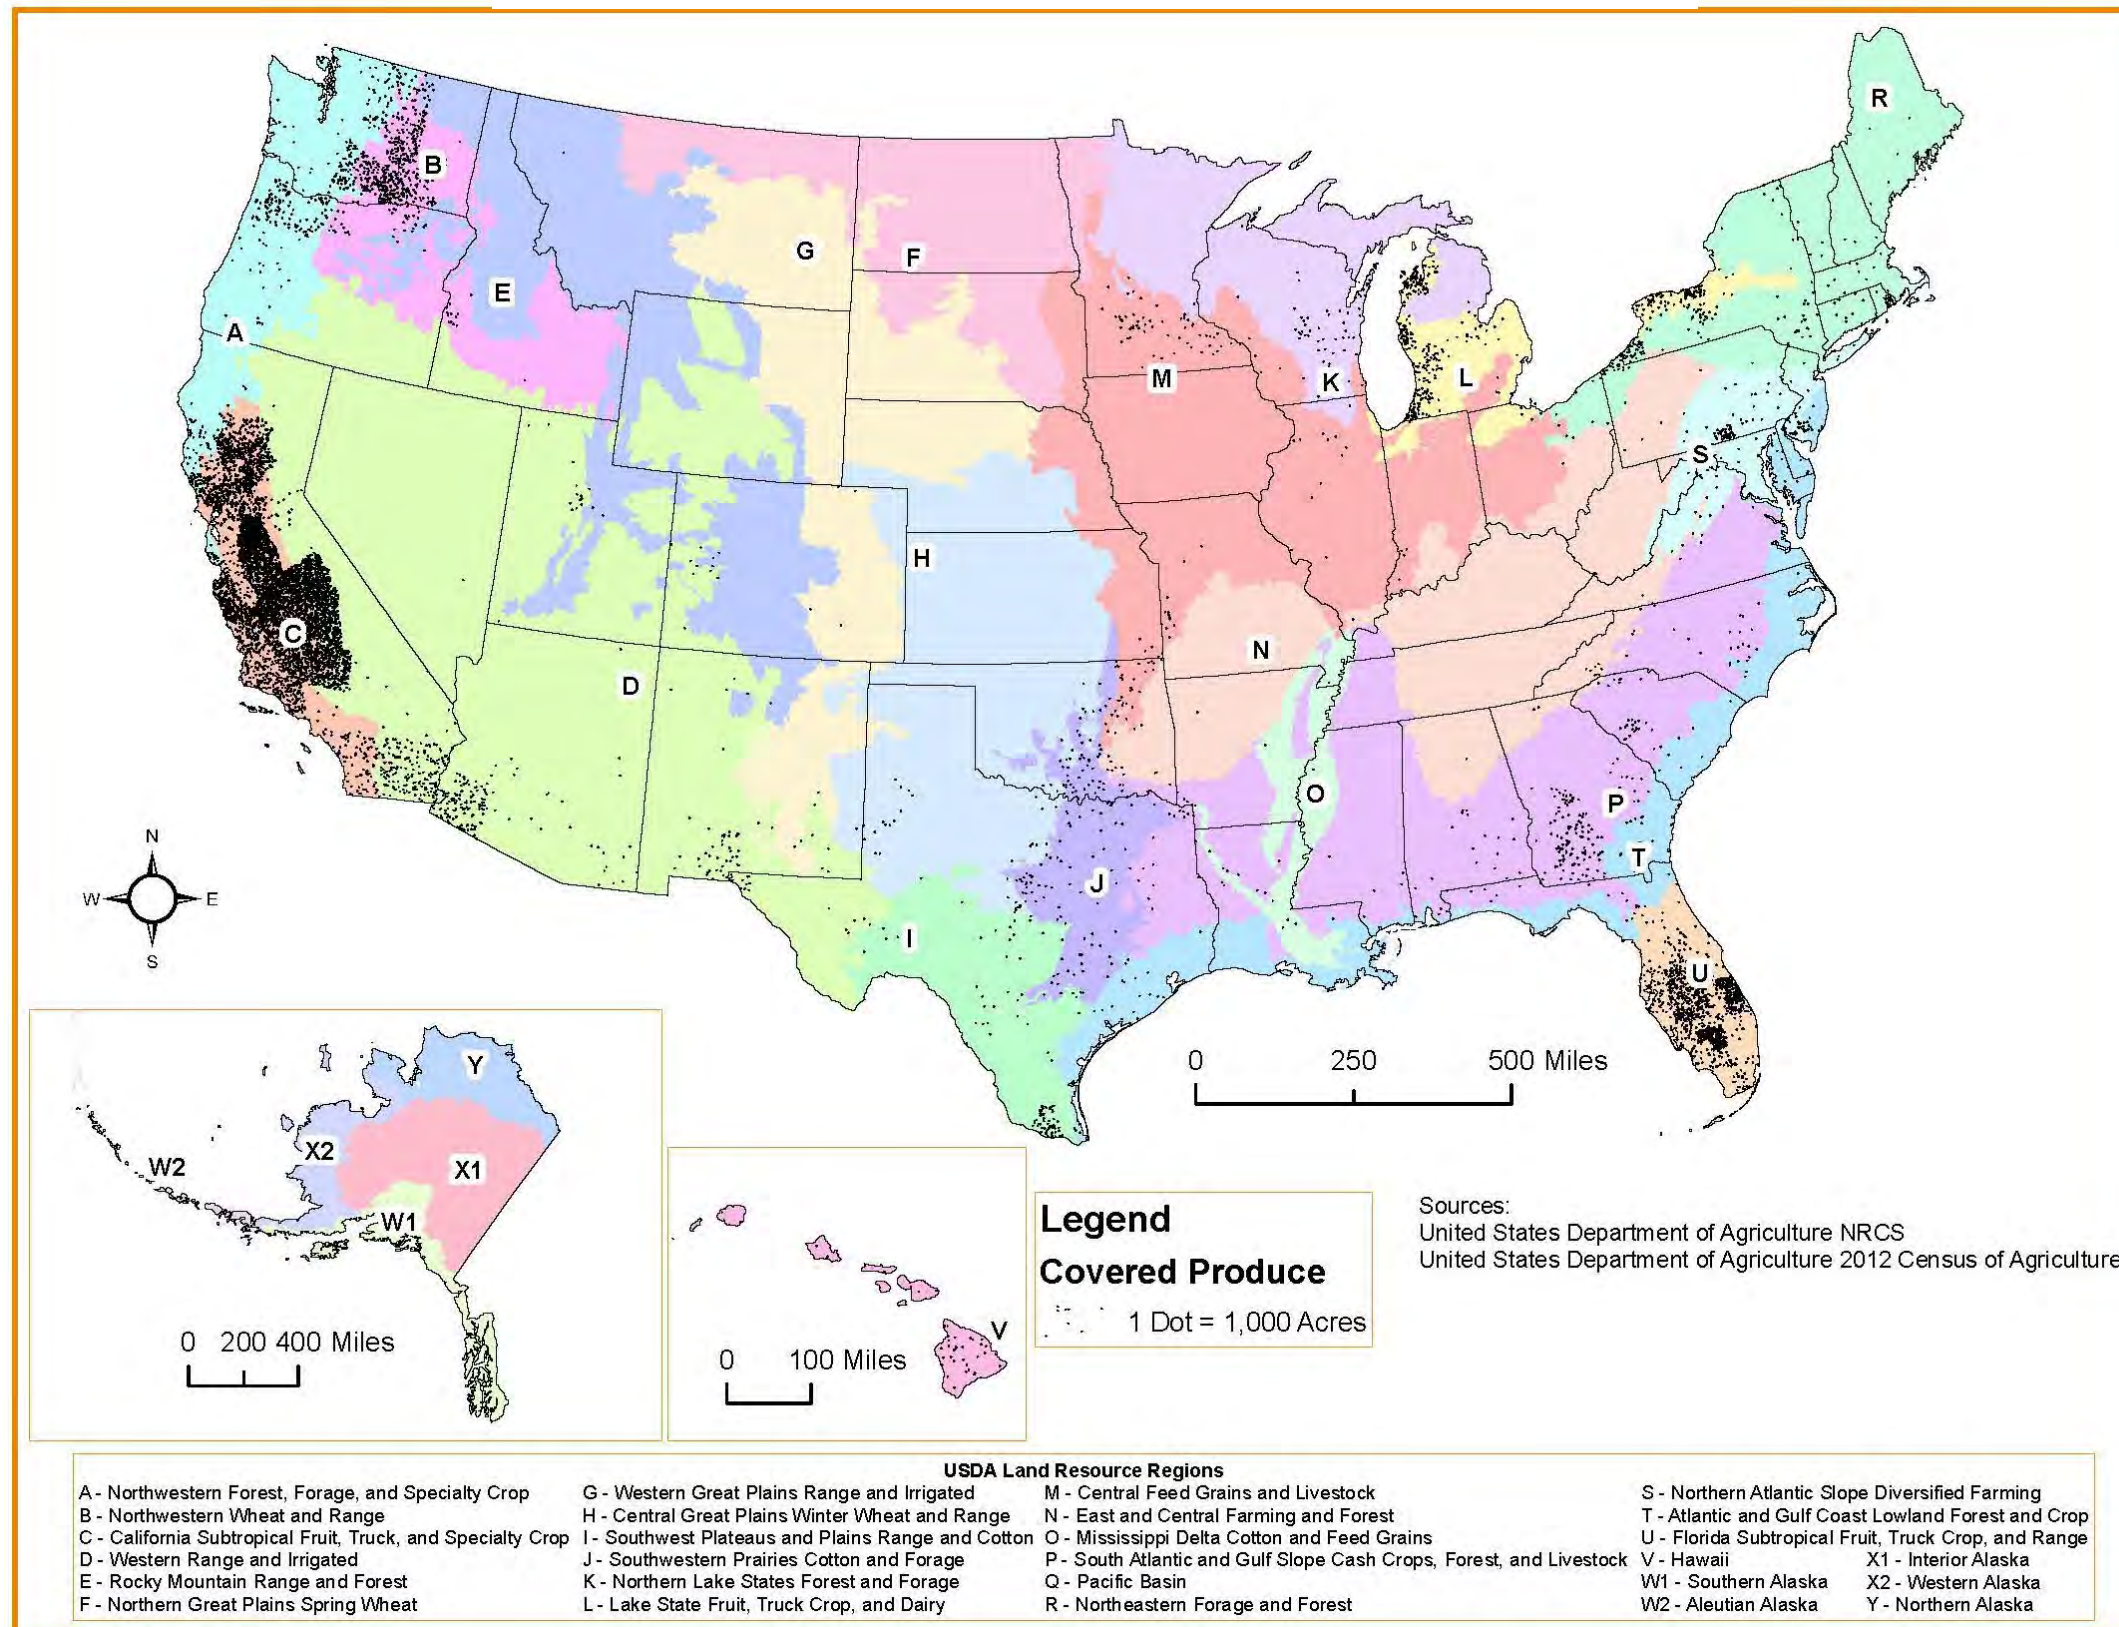 R
B
G
F
E
A
M
K
L
S
H
C
N
D
O
P
T
J
I
U
N
W
E
S
0 250 500 Miles
Y
X2
X1
W2
W1
0 200 400 Miles
V
0 100 Miles
Legend
Covered Produce
1 Dot = 1,000 Acres
Sources:
United States Department of Agriculture NRCS
United States Department of Agriculture 2012 Census of Agriculture
USDA Land Resource Regions
A - Northwestern Forest, Forage, and Specialty Crop
B - Northwestern Wheat and Range
C - California Subtropical Fruit, Truck, and Specialty Crop
D - Western Range and Irrigated
E - Rocky Mountain Range and Forest
F - Northern Great Plains Spring Wheat
G - Western Great Plains Range and Irrigated
H - Central Great Plains Winter Wheat and Range
I - Southwest Plateaus and Plains Range and Cotton
J - Southwestern Prairies Cotton and Forage
K - Northern Lake States Forest and Forage
L - Lake State Fruit, Truck Crop, and Dairy
M - Central Feed Grains and Livestock
N - East and Central Farming and Forest
O - Mississippi Delta Cotton and Feed Grains
P - South Atlantic and Gulf Slope Cash Crops, Forest, and Livestock
Q - Pacific Basin
R - Northeastern Forage and Forest
S - Northern Atlantic Slope Diversified Farming
T - Atlantic and Gulf Coast Lowland Forest and Crop
U - Florida Subtropical Fruit, Truck Crop, and Range
V - Hawaii
W1 - Southern Alaska
W2 - Aleutian Alaska
X1 - Interior Alaska
X2 - Western Alaska
Y - Northern Alaska